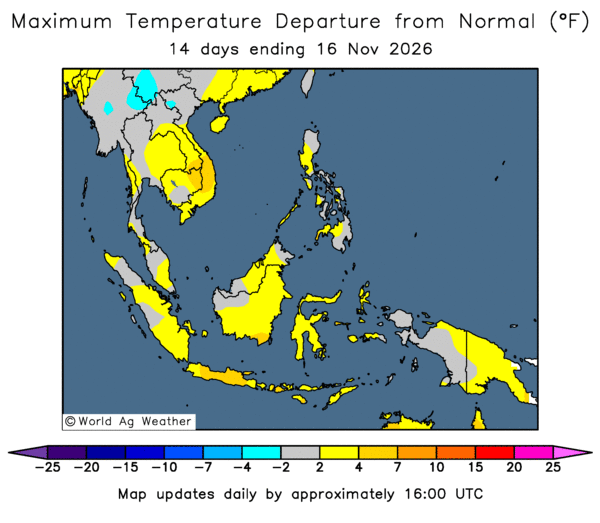 Maximum Temperature Departure from Normal (°F)
14 days ending 16 Nov 2026
©World Ag Weather
-25 -20 -15 -10 -7 -4 -2 2 4 7 10 15 20 25
Map updates daily by approximately 16:00 UTC